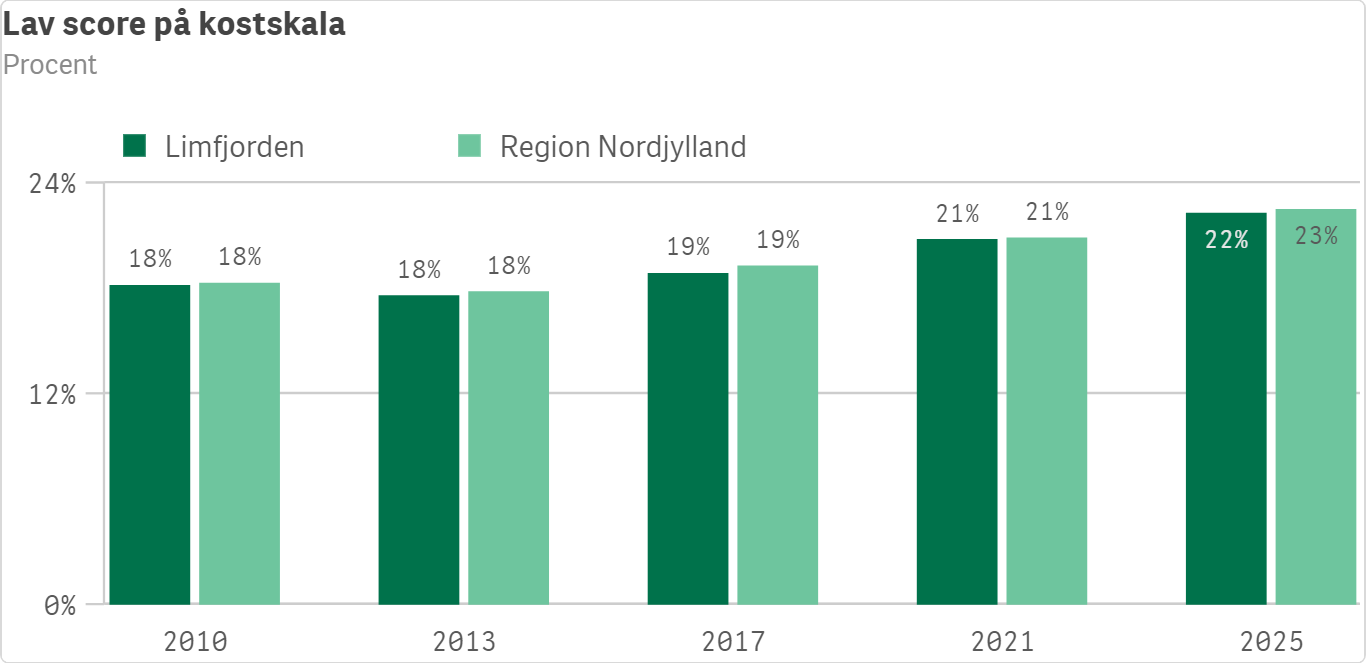 Lav score på kostskala
Procent
Limfjorden Region Nordjylland
24%
12%
0%
18% 18% 18% 18% 19% 19% 21% 21% 22% 23%
2010 2013 2017 2021 2025